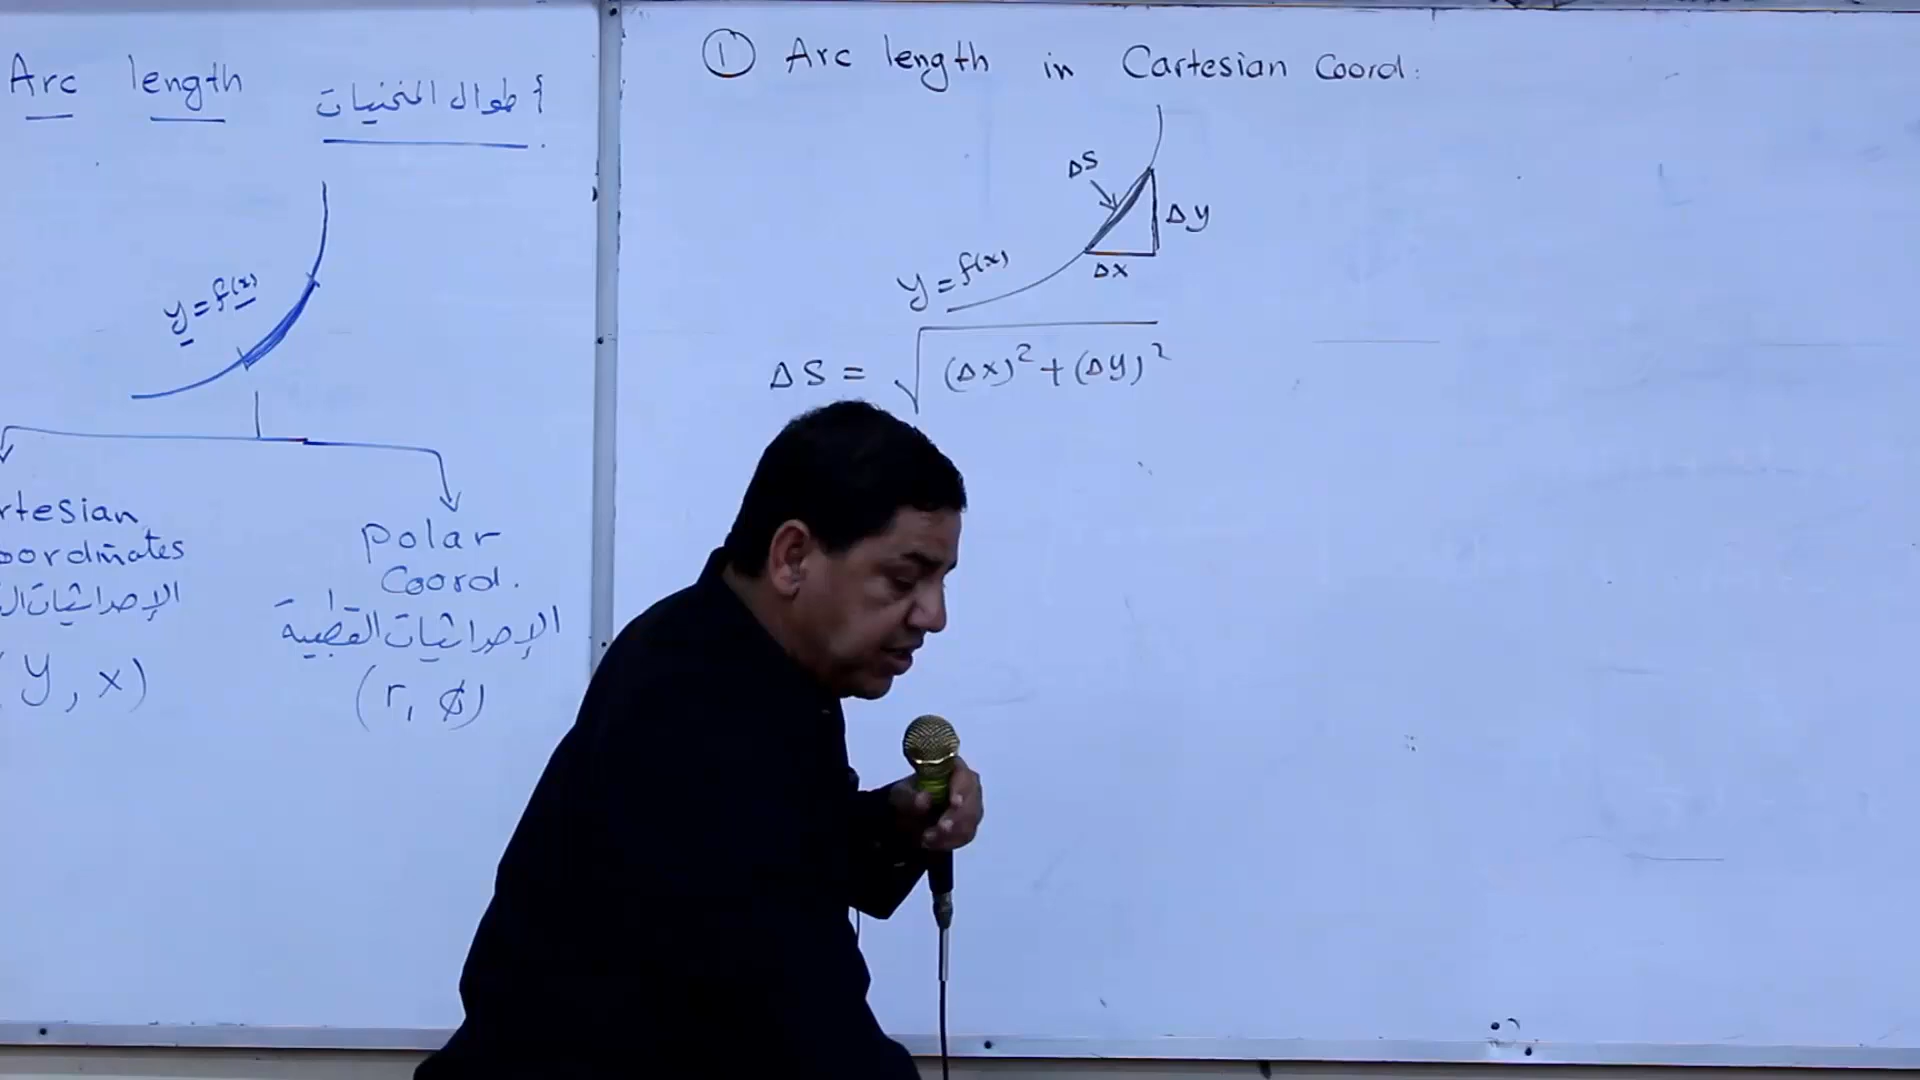 Arc length أطوال المنحنيات
y = f(x)
rtesian
oordinates
الإحداثيات
(y, x)
Polar
Coord.
الإحداثيات القطبية
(r, ø)
① Arc length in Cartesian Coord:
ΔS
Δy
Δx
y = f(x)
ΔS = √(Δx)² + (Δy)²